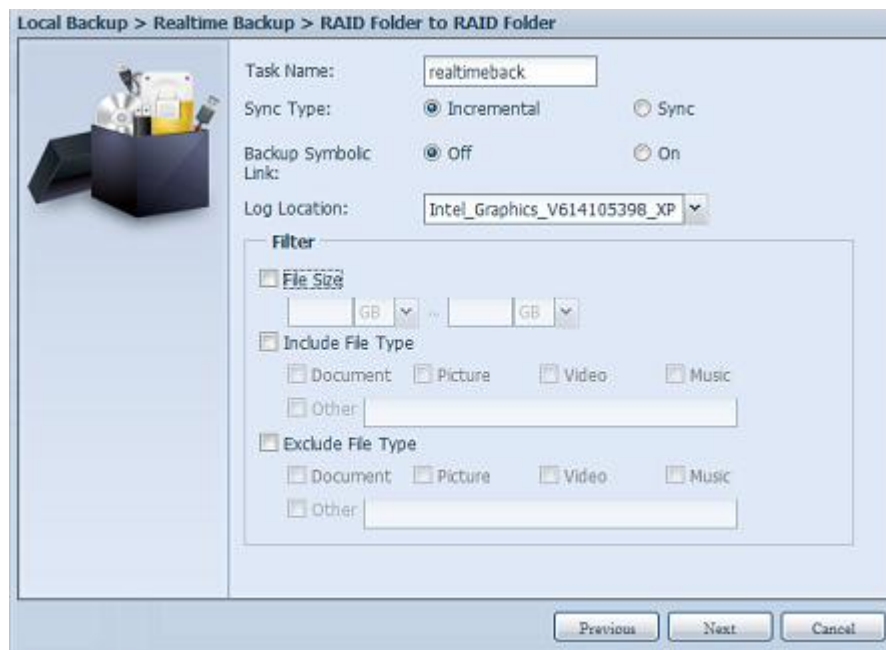 Local Backup > Realtime Backup > RAID Folder to RAID Folder
Task Name: realtimeback
Sync Type: Incremental Sync
Backup Symbolic Link: Off On
Log Location: Intel_Graphics_V614105398_XP
Filter
File Size
GB ... GB
Include File Type
Document Picture Video Music
Other
Exclude File Type
Document Picture Video Music
Other
Previous Next Cancel